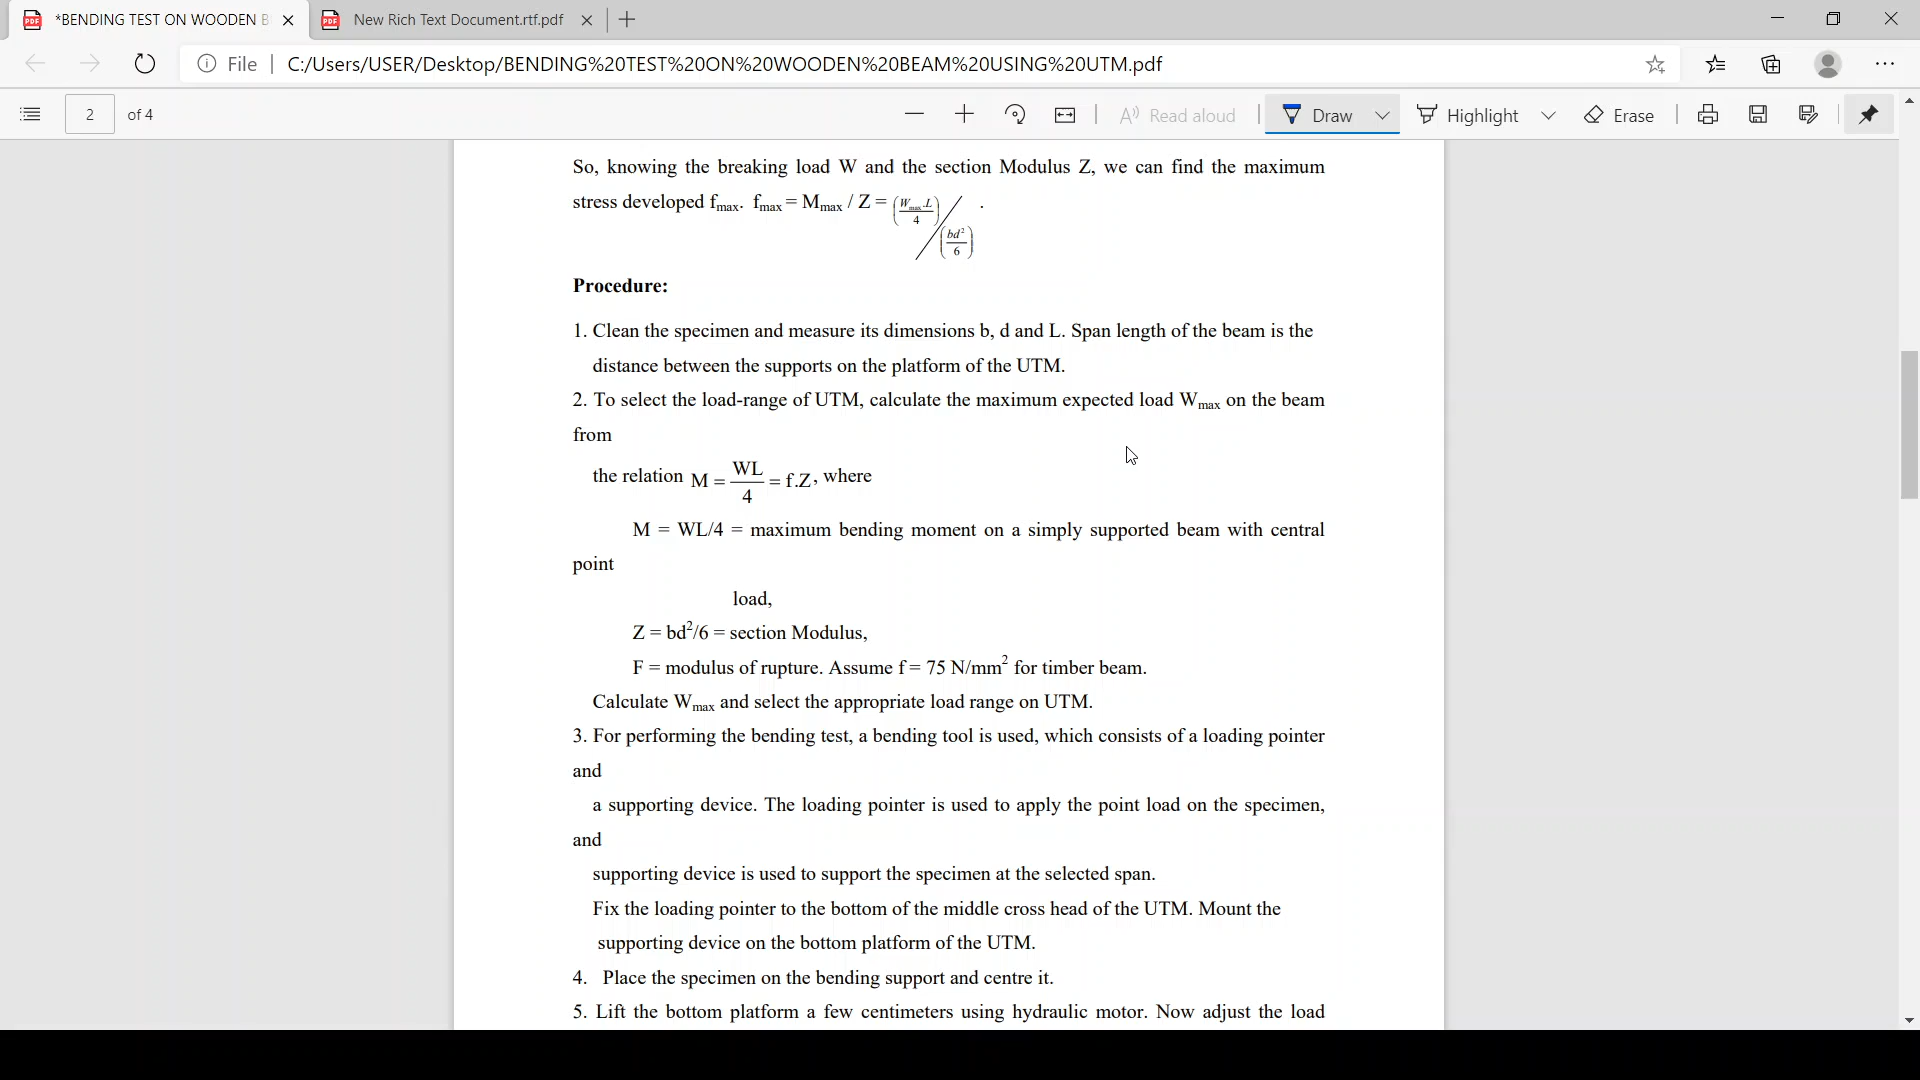 *BENDING TEST ON WOODEN B
New Rich Text Document.rtf.pdf
File | C:/Users/USER/Desktop/BENDING%20TEST%20ON%20WOODEN%20BEAM%20USING%20UTM.pdf
2 of 4
Read aloud
Draw
Highlight
Erase
So, knowing the breaking load W and the section Modulus Z, we can find the maximum
stress developed fmax. fmax = Mmax / Z = (Wmax.L/4) / (bd²/6) .
Procedure:
1. Clean the specimen and measure its dimensions b, d and L. Span length of the beam is the
distance between the supports on the platform of the UTM.
2. To select the load-range of UTM, calculate the maximum expected load Wmax on the beam
from
the relation M = WL/4 = f.Z, where
M = WL/4 = maximum bending moment on a simply supported beam with central
point
load,
Z = bd²/6 = section Modulus,
F = modulus of rupture. Assume f = 75 N/mm² for timber beam.
Calculate Wmax and select the appropriate load range on UTM.
3. For performing the bending test, a bending tool is used, which consists of a loading pointer
and
a supporting device. The loading pointer is used to apply the point load on the specimen,
and
supporting device is used to support the specimen at the selected span.
Fix the loading pointer to the bottom of the middle cross head of the UTM. Mount the
supporting device on the bottom platform of the UTM.
4. Place the specimen on the bending support and centre it.
5. Lift the bottom platform a few centimeters using hydraulic motor. Now adjust the load